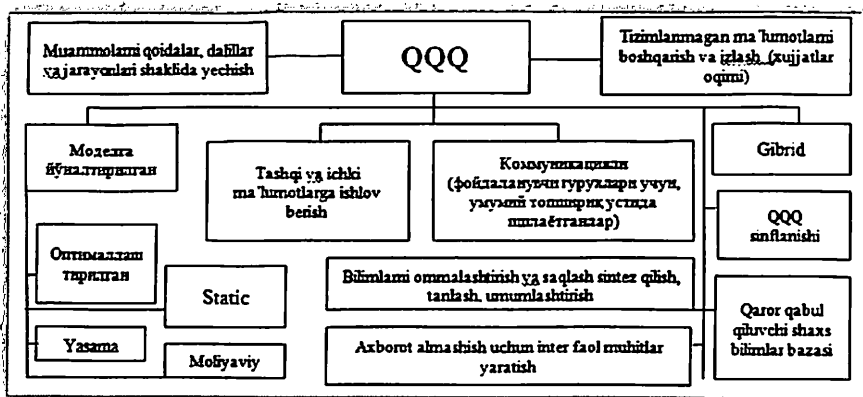 Muammolarni qoidalar, dalillar
va jarayonlari shaklida yechish
QQQ
Tizimlanmagan ma'lumotlarni
boshqarish va izlash (xujjatlar
oqimi)
Моделга
йўналтирилган
Tashqi va ichki
ma'lumotlarga ishlov
berish
Коммуникацияли
(фойдаланувчи гурухлари учун,
умумий топшириқ устида
ишлаётганлар)
Gibrid
QQQ
sinflanishi
Оптималлаш
тирилган
Static
Bilimlarni ommalashtirish va saqlash sintez qilish,
tanlash, umumlashtirish
Qaror qabul
qiluvchi shaxs
bilimlar bazasi
Yasama
Moliyaviy
Axborot almashish uchun inter faol muhitlar
yaratish